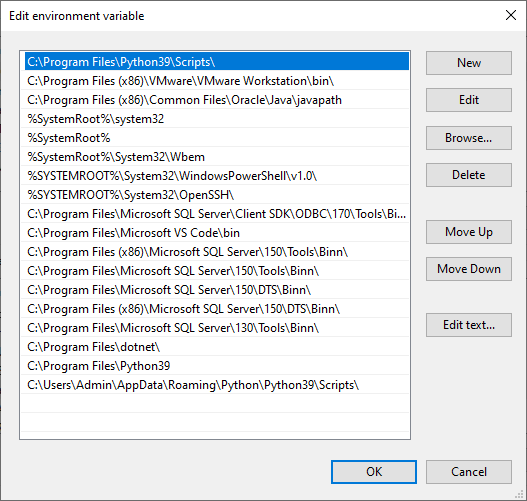 Edit environment variable
C:\Program Files\Python39\Scripts\
C:\Program Files (x86)\VMware\VMware Workstation\bin\
C:\Program Files (x86)\Common Files\Oracle\Java\javapath
%SystemRoot%\system32
%SystemRoot%
%SystemRoot%\System32\Wbem
%SYSTEMROOT%\System32\WindowsPowerShell\v1.0\
%SYSTEMROOT%\System32\OpenSSH\
C:\Program Files\Microsoft SQL Server\Client SDK\ODBC\170\Tools\Bi...
C:\Program Files\Microsoft VS Code\bin
C:\Program Files (x86)\Microsoft SQL Server\150\Tools\Binn\
C:\Program Files\Microsoft SQL Server\150\Tools\Binn\
C:\Program Files\Microsoft SQL Server\150\DTS\Binn\
C:\Program Files (x86)\Microsoft SQL Server\150\DTS\Binn\
C:\Program Files\Microsoft SQL Server\130\Tools\Binn\
C:\Program Files\dotnet\
C:\Program Files\Python39
C:\Users\Admin\AppData\Roaming\Python\Python39\Scripts\
New
Edit
Browse...
Delete
Move Up
Move Down
Edit text...
OK
Cancel